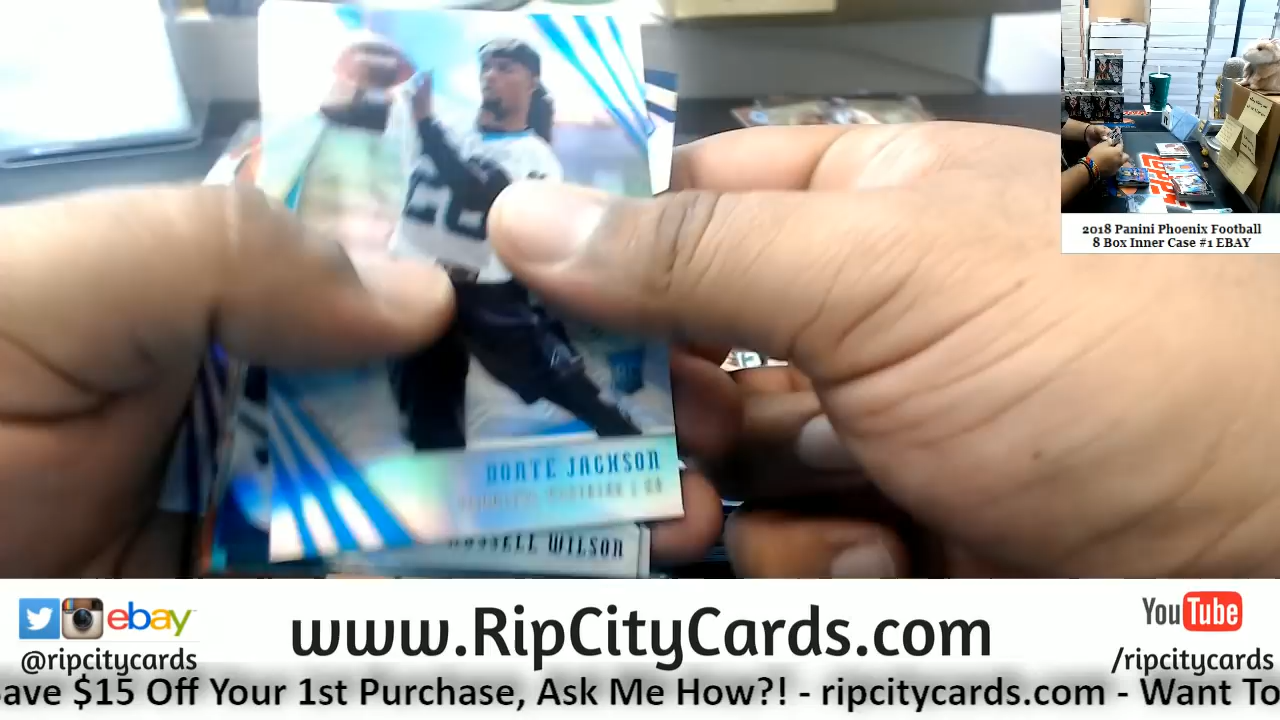 2018 Panini Phoenix Football
8 Box Inner Case #1 EBAY
DONTE JACKSON
RUSSELL WILSON
ebay
www.RipCityCards.com
YouTube
@ripcitycards
/ripcitycards
Save $15 Off Your 1st Purchase, Ask Me How?! - ripcitycards.com - Want To